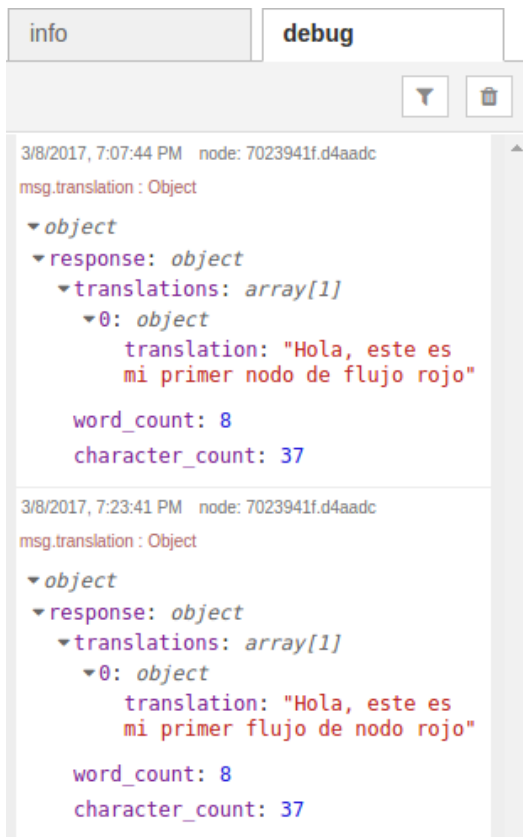 info
debug
3/8/2017, 7:07:44 PM node: 7023941f.d4aadc
msg.translation : Object
object
response: object
translations: array[1]
0: object
translation: "Hola, este es
mi primer nodo de flujo rojo"
word_count: 8
character_count: 37
3/8/2017, 7:23:41 PM node: 7023941f.d4aadc
msg.translation : Object
object
response: object
translations: array[1]
0: object
translation: "Hola, este es
mi primer flujo de nodo rojo"
word_count: 8
character_count: 37